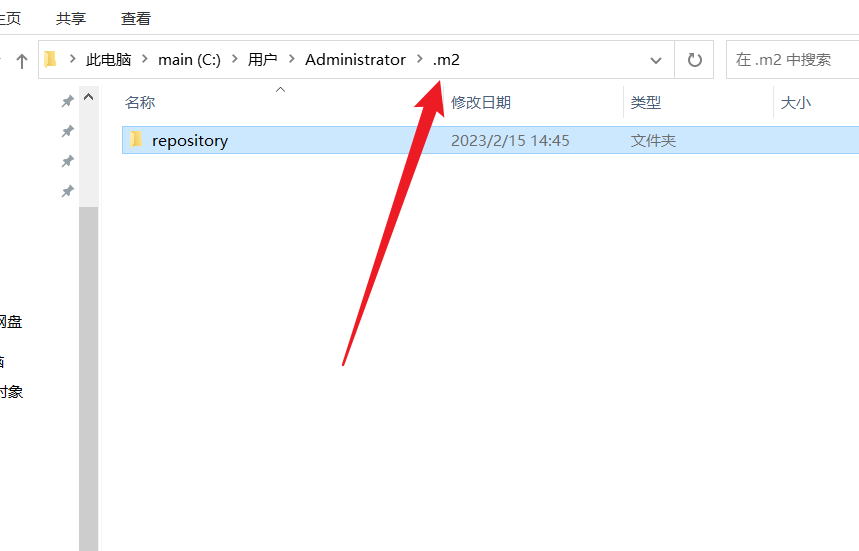 主页 共享 查看
此电脑 main (C:) 用户 Administrator .m2 在 .m2 中搜索
名称 修改日期 类型 大小
repository 2023/2/15 14:45 文件夹
网盘
脑
对象